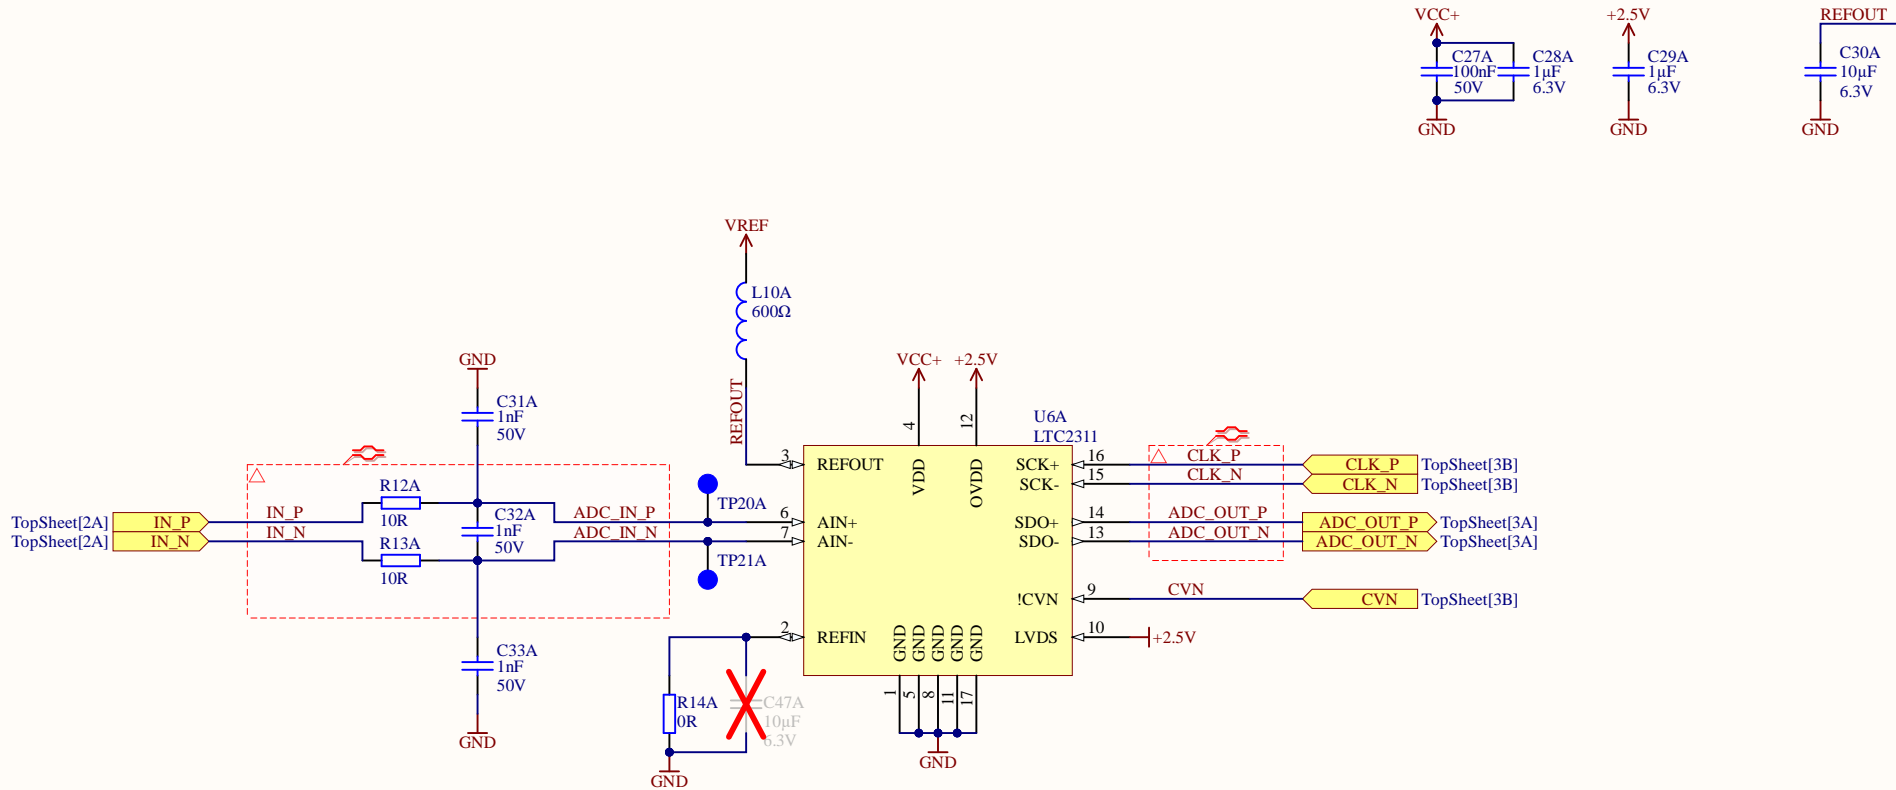 VCC+
C27A
100nF
50V
C28A
1µF
6.3V
GND
+2.5V
C29A
1µF
6.3V
GND
REFOUT
C30A
10µF
6.3V
GND
VREF
L10A
600Ω
REFOUT
GND
C31A
1nF
50V
TopSheet[2A]
IN_P
IN_P
TopSheet[2A]
IN_N
IN_N
R12A
10R
R13A
10R
C32A
1nF
50V
ADC_IN_P
ADC_IN_N
C33A
1nF
50V
GND
TP20A
TP21A
VCC+
+2.5V
4
12
U6A
LTC2311
3
REFOUT
6
AIN+
7
AIN-
2
REFIN
VDD
OVDD
SCK+
16
SCK-
15
SDO+
14
SDO-
13
!CVN
9
LVDS
10
GND
GND
GND
GND
GND
1
5
8
11
17
GND
R14A
0R
C47A
10µF
6.3V
GND
CLK_P
CLK_P
TopSheet[3B]
CLK_N
CLK_N
TopSheet[3B]
ADC_OUT_P
ADC_OUT_P
TopSheet[3A]
ADC_OUT_N
ADC_OUT_N
TopSheet[3A]
CVN
CVN
TopSheet[3B]
+2.5V